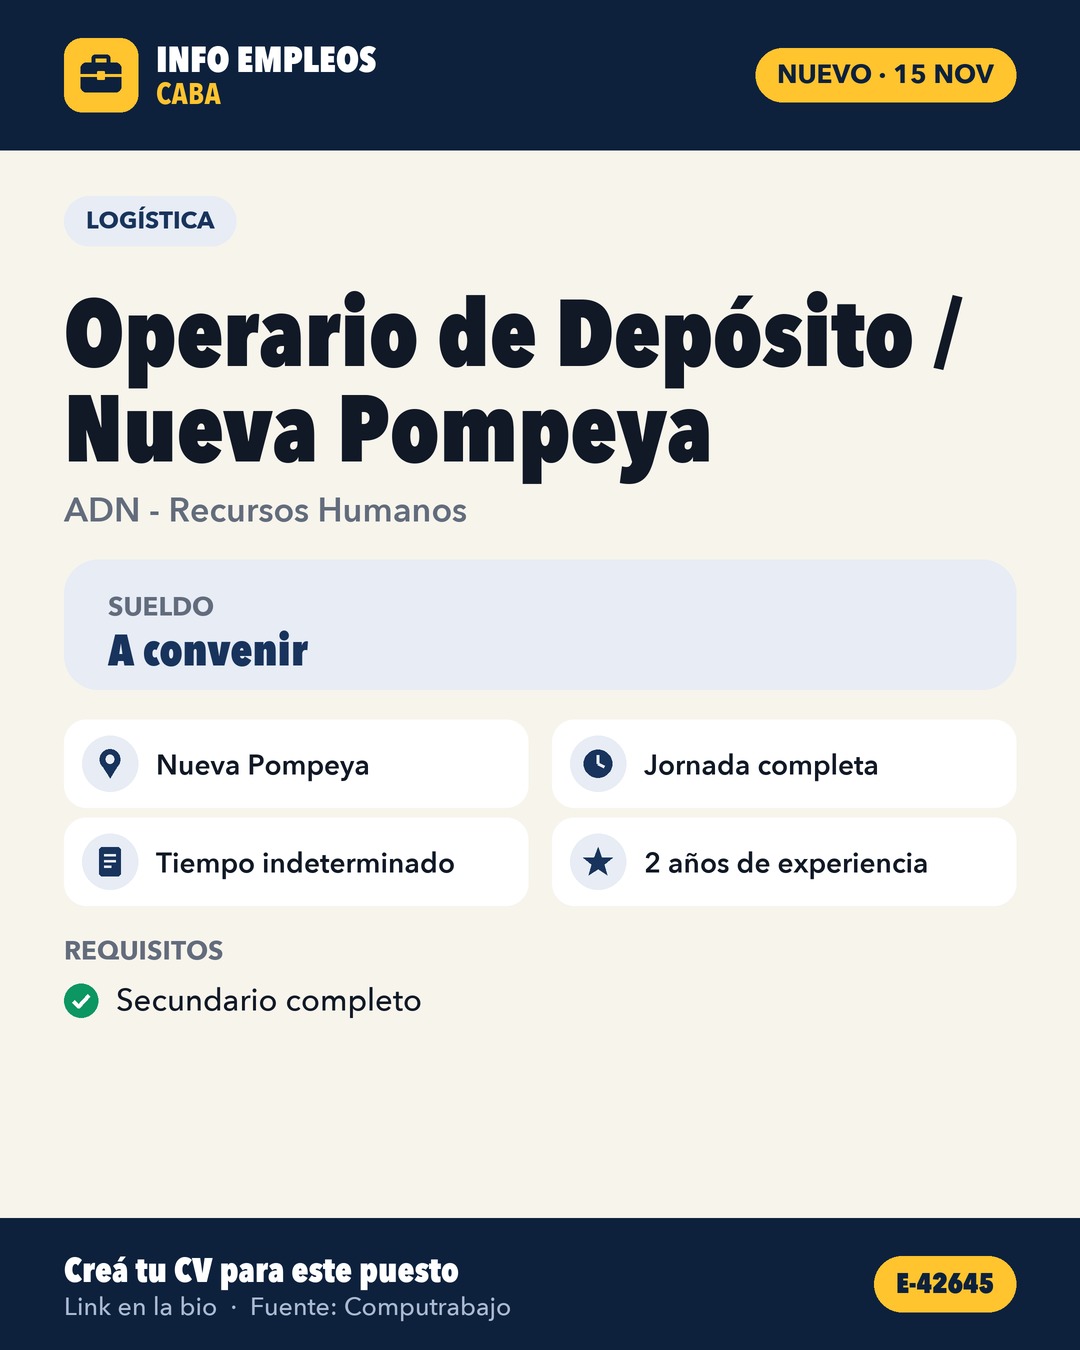 INFO EMPLEOS
CABA
NUEVO · 15 NOV
LOGÍSTICA
Operario de Depósito /
Nueva Pompeya
ADN - Recursos Humanos
SUELDO
A convenir
Nueva Pompeya
Jornada completa
Tiempo indeterminado
2 años de experiencia
REQUISITOS
Secundario completo
Creá tu CV para este puesto
Link en la bio · Fuente: Computrabajo
E-42645